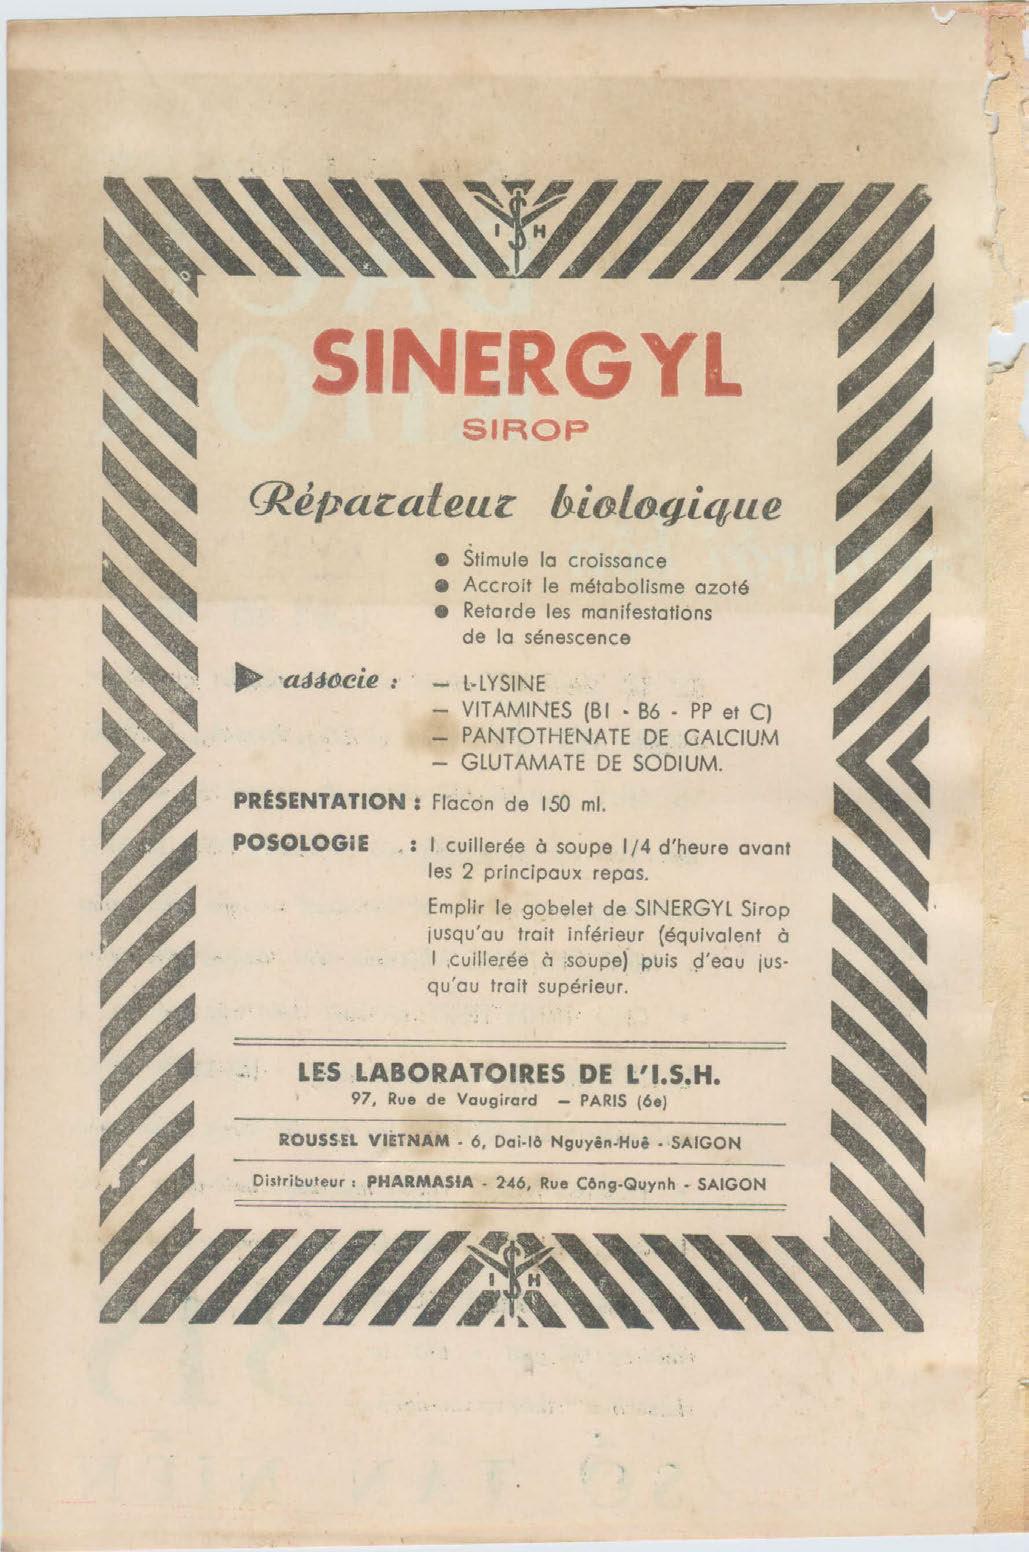 I S H
SINERGYL
SIROP
Réparateur biologique
● Stimule la croissance
● Accroit le métabolisme azoté
● Retarde les manifestations
de la sénescence
▶ associe : – L-LYSINE
– VITAMINES (B1 - B6 - PP et C)
– PANTOTHENATE DE CALCIUM
– GLUTAMATE DE SODIUM.
PRÉSENTATION : Flacon de 150 ml.
POSOLOGIE : 1 cuillerée à soupe 1/4 d'heure avant
les 2 principaux repas.
Emplir le gobelet de SINERGYL Sirop
jusqu'au trait inférieur (équivalent à
1 cuillerée à soupe) puis d'eau jus-
qu'au trait supérieur.
LES LABORATOIRES DE L'I.S.H.
97, Rue de Vaugirard – PARIS (6e)
ROUSSEL VIETNAM - 6, Dai-lô Nguyên-Huê - SAIGON
Distributeur : PHARMASIA - 246, Rue Công-Quynh - SAIGON
I S H